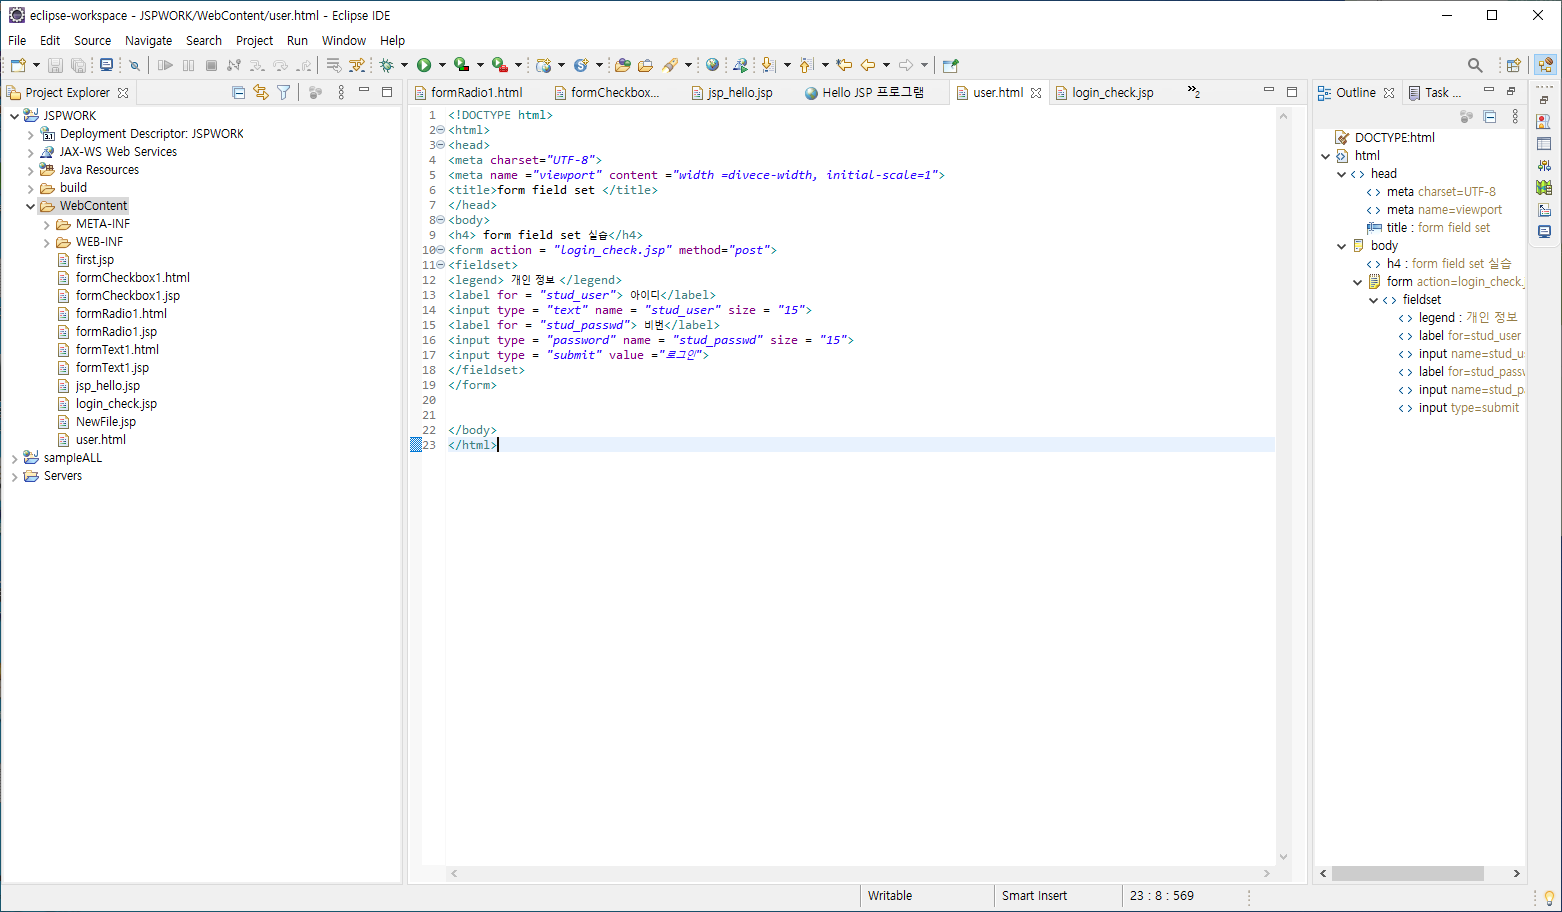 eclipse-workspace - JSPWORK/WebContent/user.html - Eclipse IDE
File Edit Source Navigate Search Project Run Window Help
Project Explorer
JSPWORK
Deployment Descriptor: JSPWORK
JAX-WS Web Services
Java Resources
build
WebContent
META-INF
WEB-INF
first.jsp
formCheckbox1.html
formCheckbox1.jsp
formRadio1.html
formRadio1.jsp
formText1.html
formText1.jsp
jsp_hello.jsp
login_check.jsp
NewFile.jsp
user.html
sampleALL
Servers
formRadio1.html formCheckbox... jsp_hello.jsp Hello JSP 프로그램 user.html login_check.jsp »2
1 <!DOCTYPE html>
2 <html>
3 <head>
4 <meta charset="UTF-8">
5 <meta name ="viewport" content ="width =divece-width, initial-scale=1">
6 <title>form field set </title>
7 </head>
8 <body>
9 <h4> form field set 실습</h4>
10 <form action = "login_check.jsp" method="post">
11 <fieldset>
12 <legend> 개인 정보 </legend>
13 <label for = "stud_user"> 아이디</label>
14 <input type = "text" name = "stud_user" size = "15">
15 <label for = "stud_passwd"> 비번</label>
16 <input type = "password" name = "stud_passwd" size = "15">
17 <input type = "submit" value ="로그인">
18 </fieldset>
19 </form>
20
21
22 </body>
23 </html>
Outline Task ...
DOCTYPE:html
html
head
meta charset=UTF-8
meta name=viewport
title : form field set
body
h4 : form field set 실습
form action=login_check.j
fieldset
legend : 개인 정보
label for=stud_user
input name=stud_u
label for=stud_passw
input name=stud_p
input type=submit
Writable Smart Insert 23 : 8 : 569